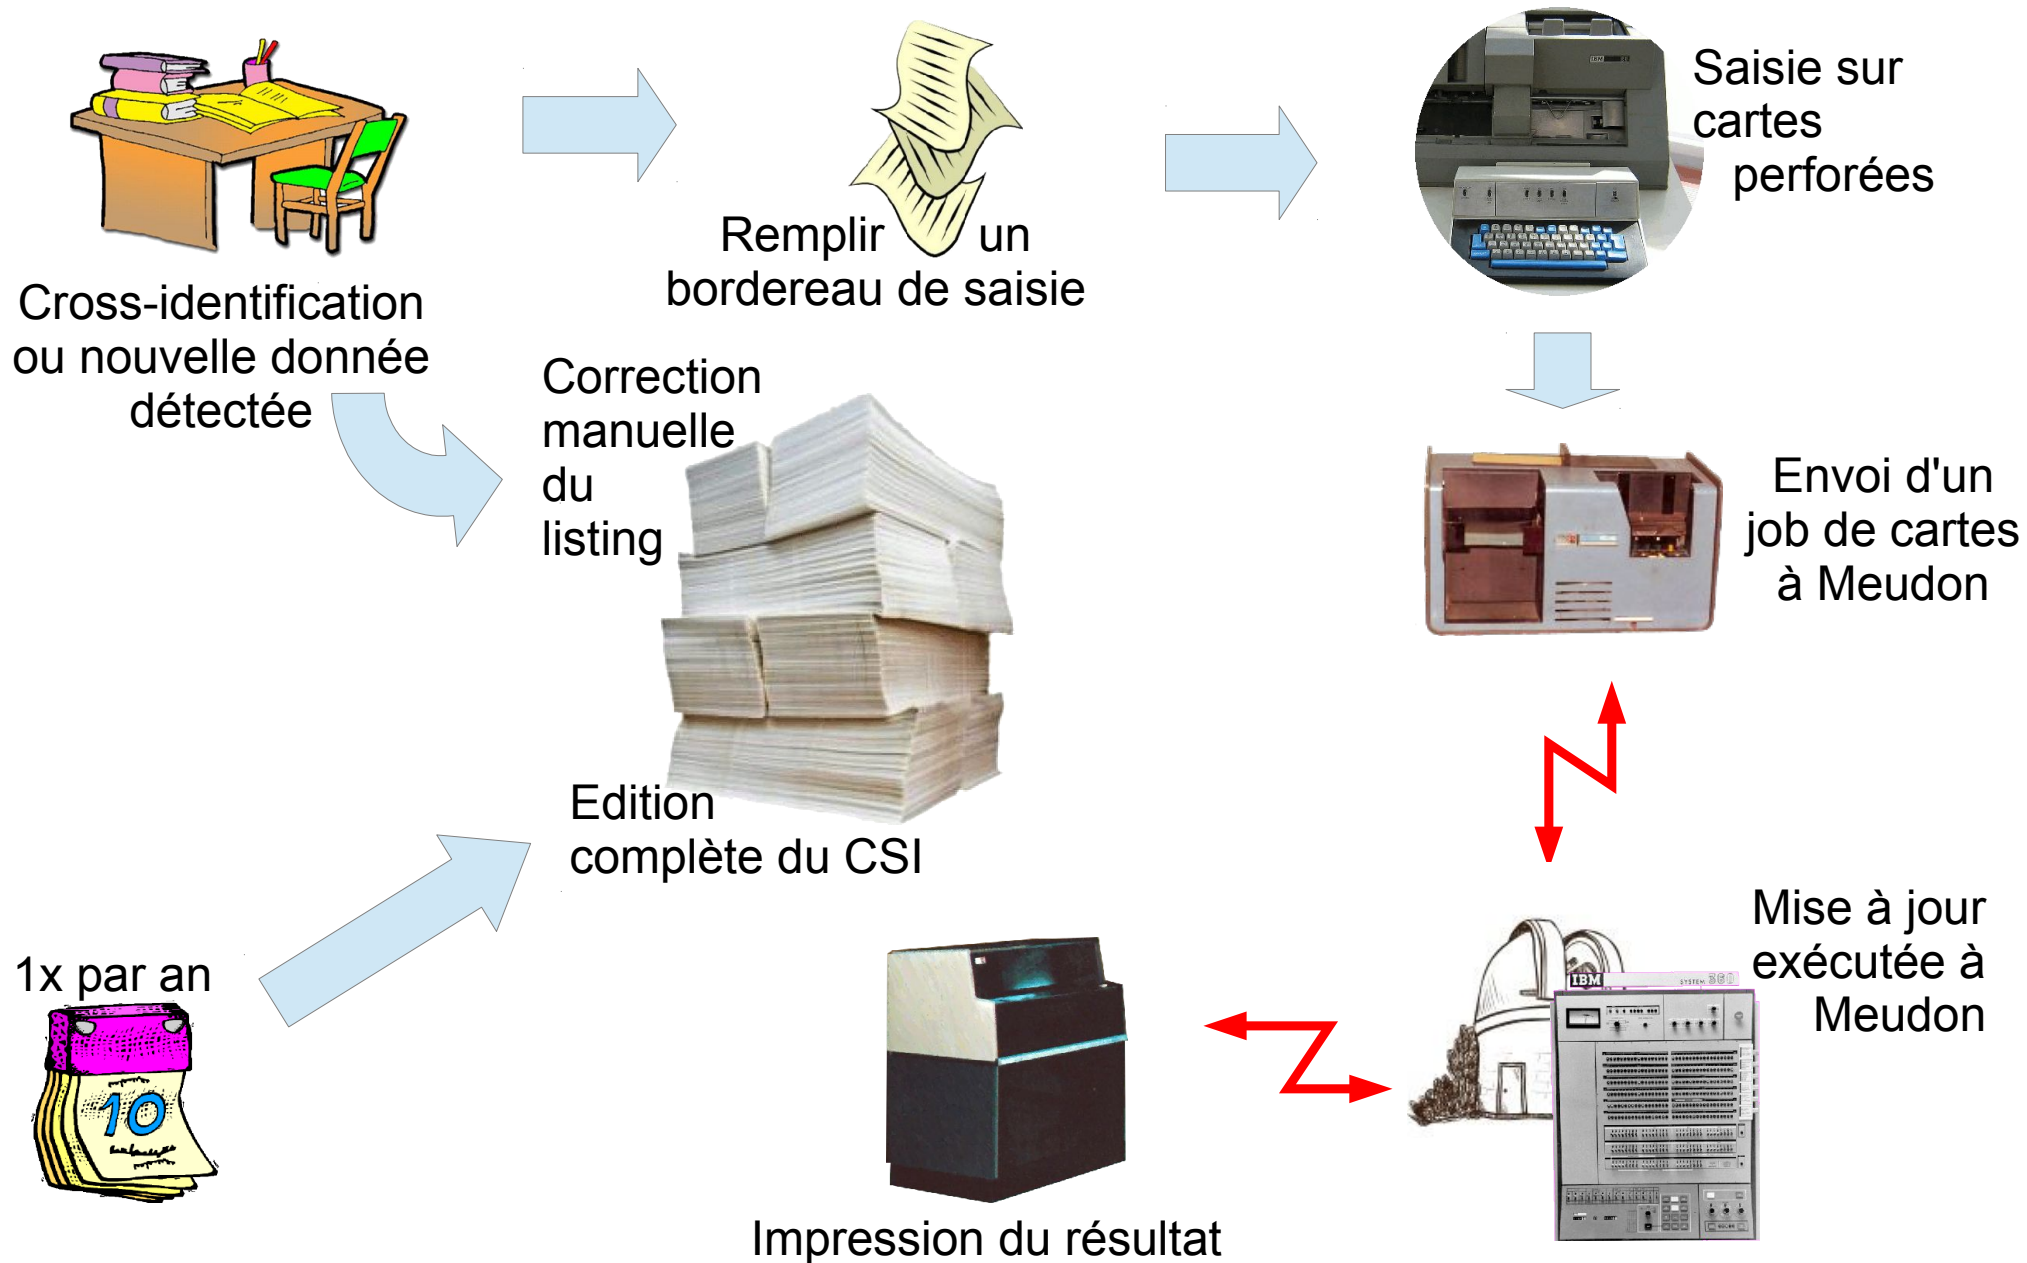 Cross-identification
ou nouvelle donnée
détectée
Remplir un
bordereau de saisie
Saisie sur
cartes
perforées
Correction
manuelle
du
listing
Envoi d'un
job de cartes
à Meudon
Edition
complète du CSI
1x par an
10
Mise à jour
exécutée à
Meudon
IBM
SYSTEM 360
Impression du résultat